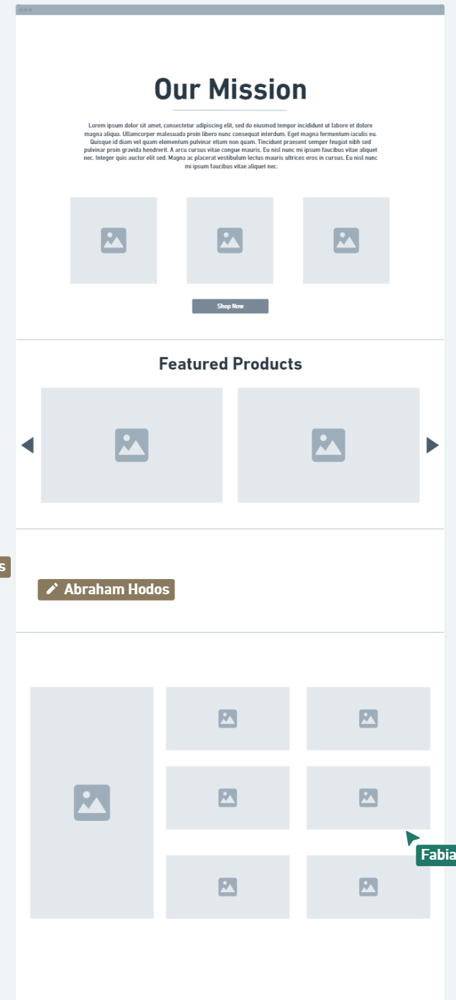 Our Mission
Lorem ipsum dolor sit amet, consectetur adipiscing elit, sed do eiusmod tempor incididunt ut labore et dolore
magna aliqua. Ullamcorper malesuada proin libero nunc consequat interdum. Eget magna fermentum iaculis eu.
Quisque id diam vel quam elementum pulvinar etiam non quam. Tincidunt praesent semper feugiat nibh sed
pulvinar proin gravida hendrerit. A arcu cursus vitae congue mauris. Eu nisl nunc mi ipsum faucibus vitae aliquet
nec. Integer quis auctor elit sed. Magna ac placerat vestibulum lectus mauris ultrices eros in cursus. Eu nisl nunc
mi ipsum faucibus vitae aliquet nec.
Shop Now
Featured Products
s
Abraham Hodos
Fabia